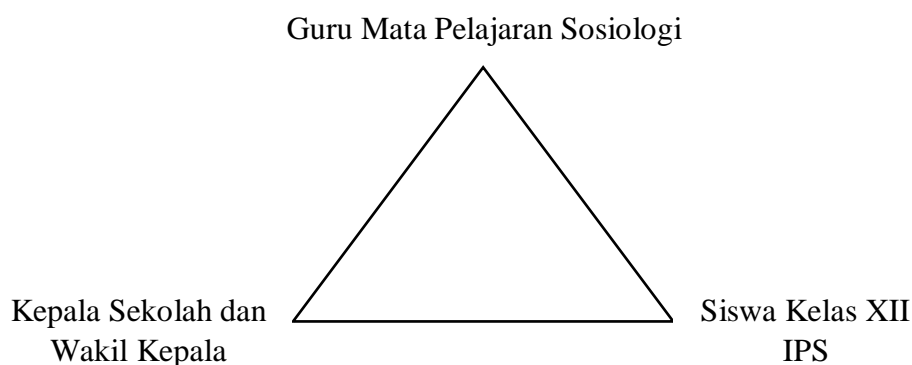 Guru Mata Pelajaran Sosiologi
Kepala Sekolah dan
Wakil Kepala
Siswa Kelas XII
IPS